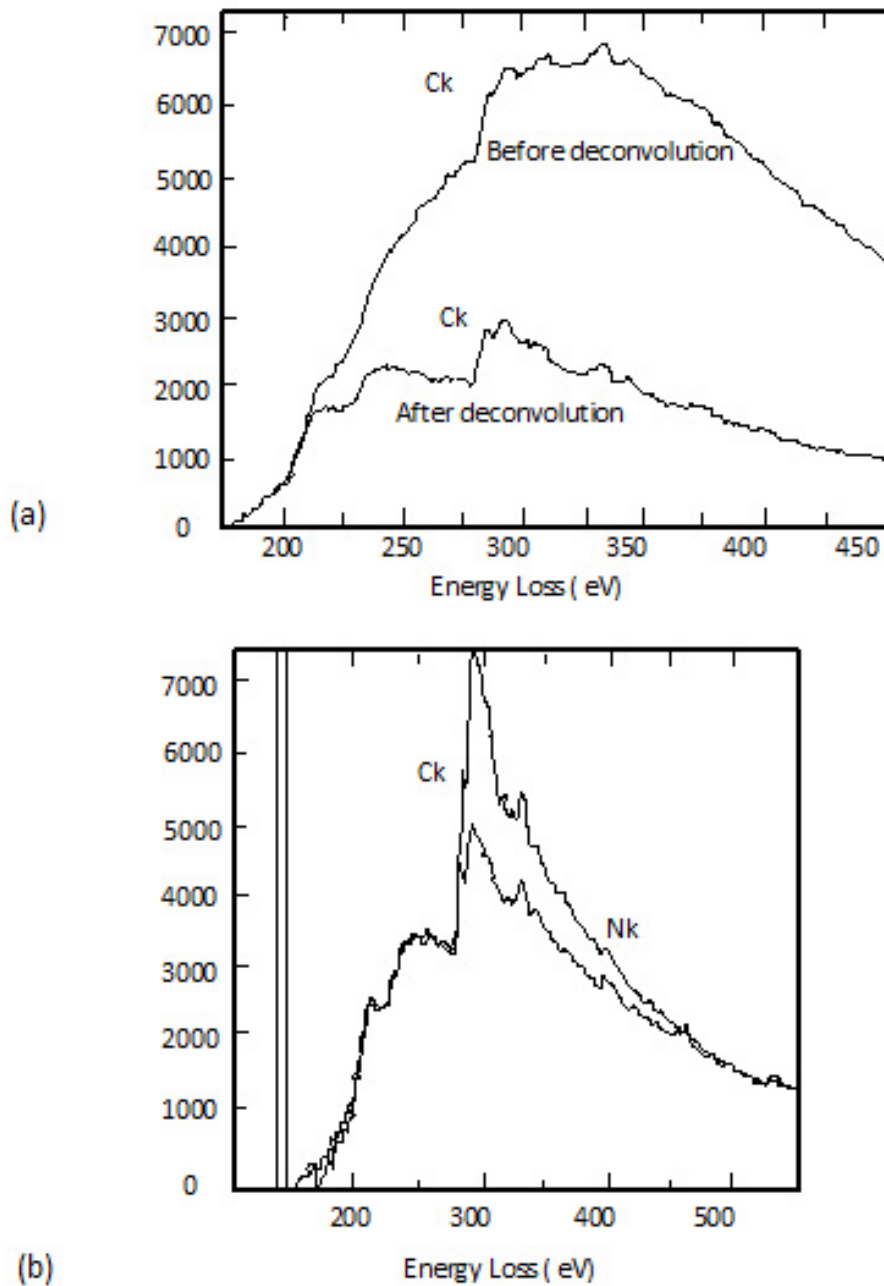 7000
Ck
6000
Before deconvolution
5000
4000
3000
Ck
2000
After deconvolution
1000
(a)
0
200 250 300 350 400 450
Energy Loss ( eV)
7000
6000
Ck
5000
4000
Nk
3000
2000
1000
0
200 300 400 500
(b)
Energy Loss ( eV)